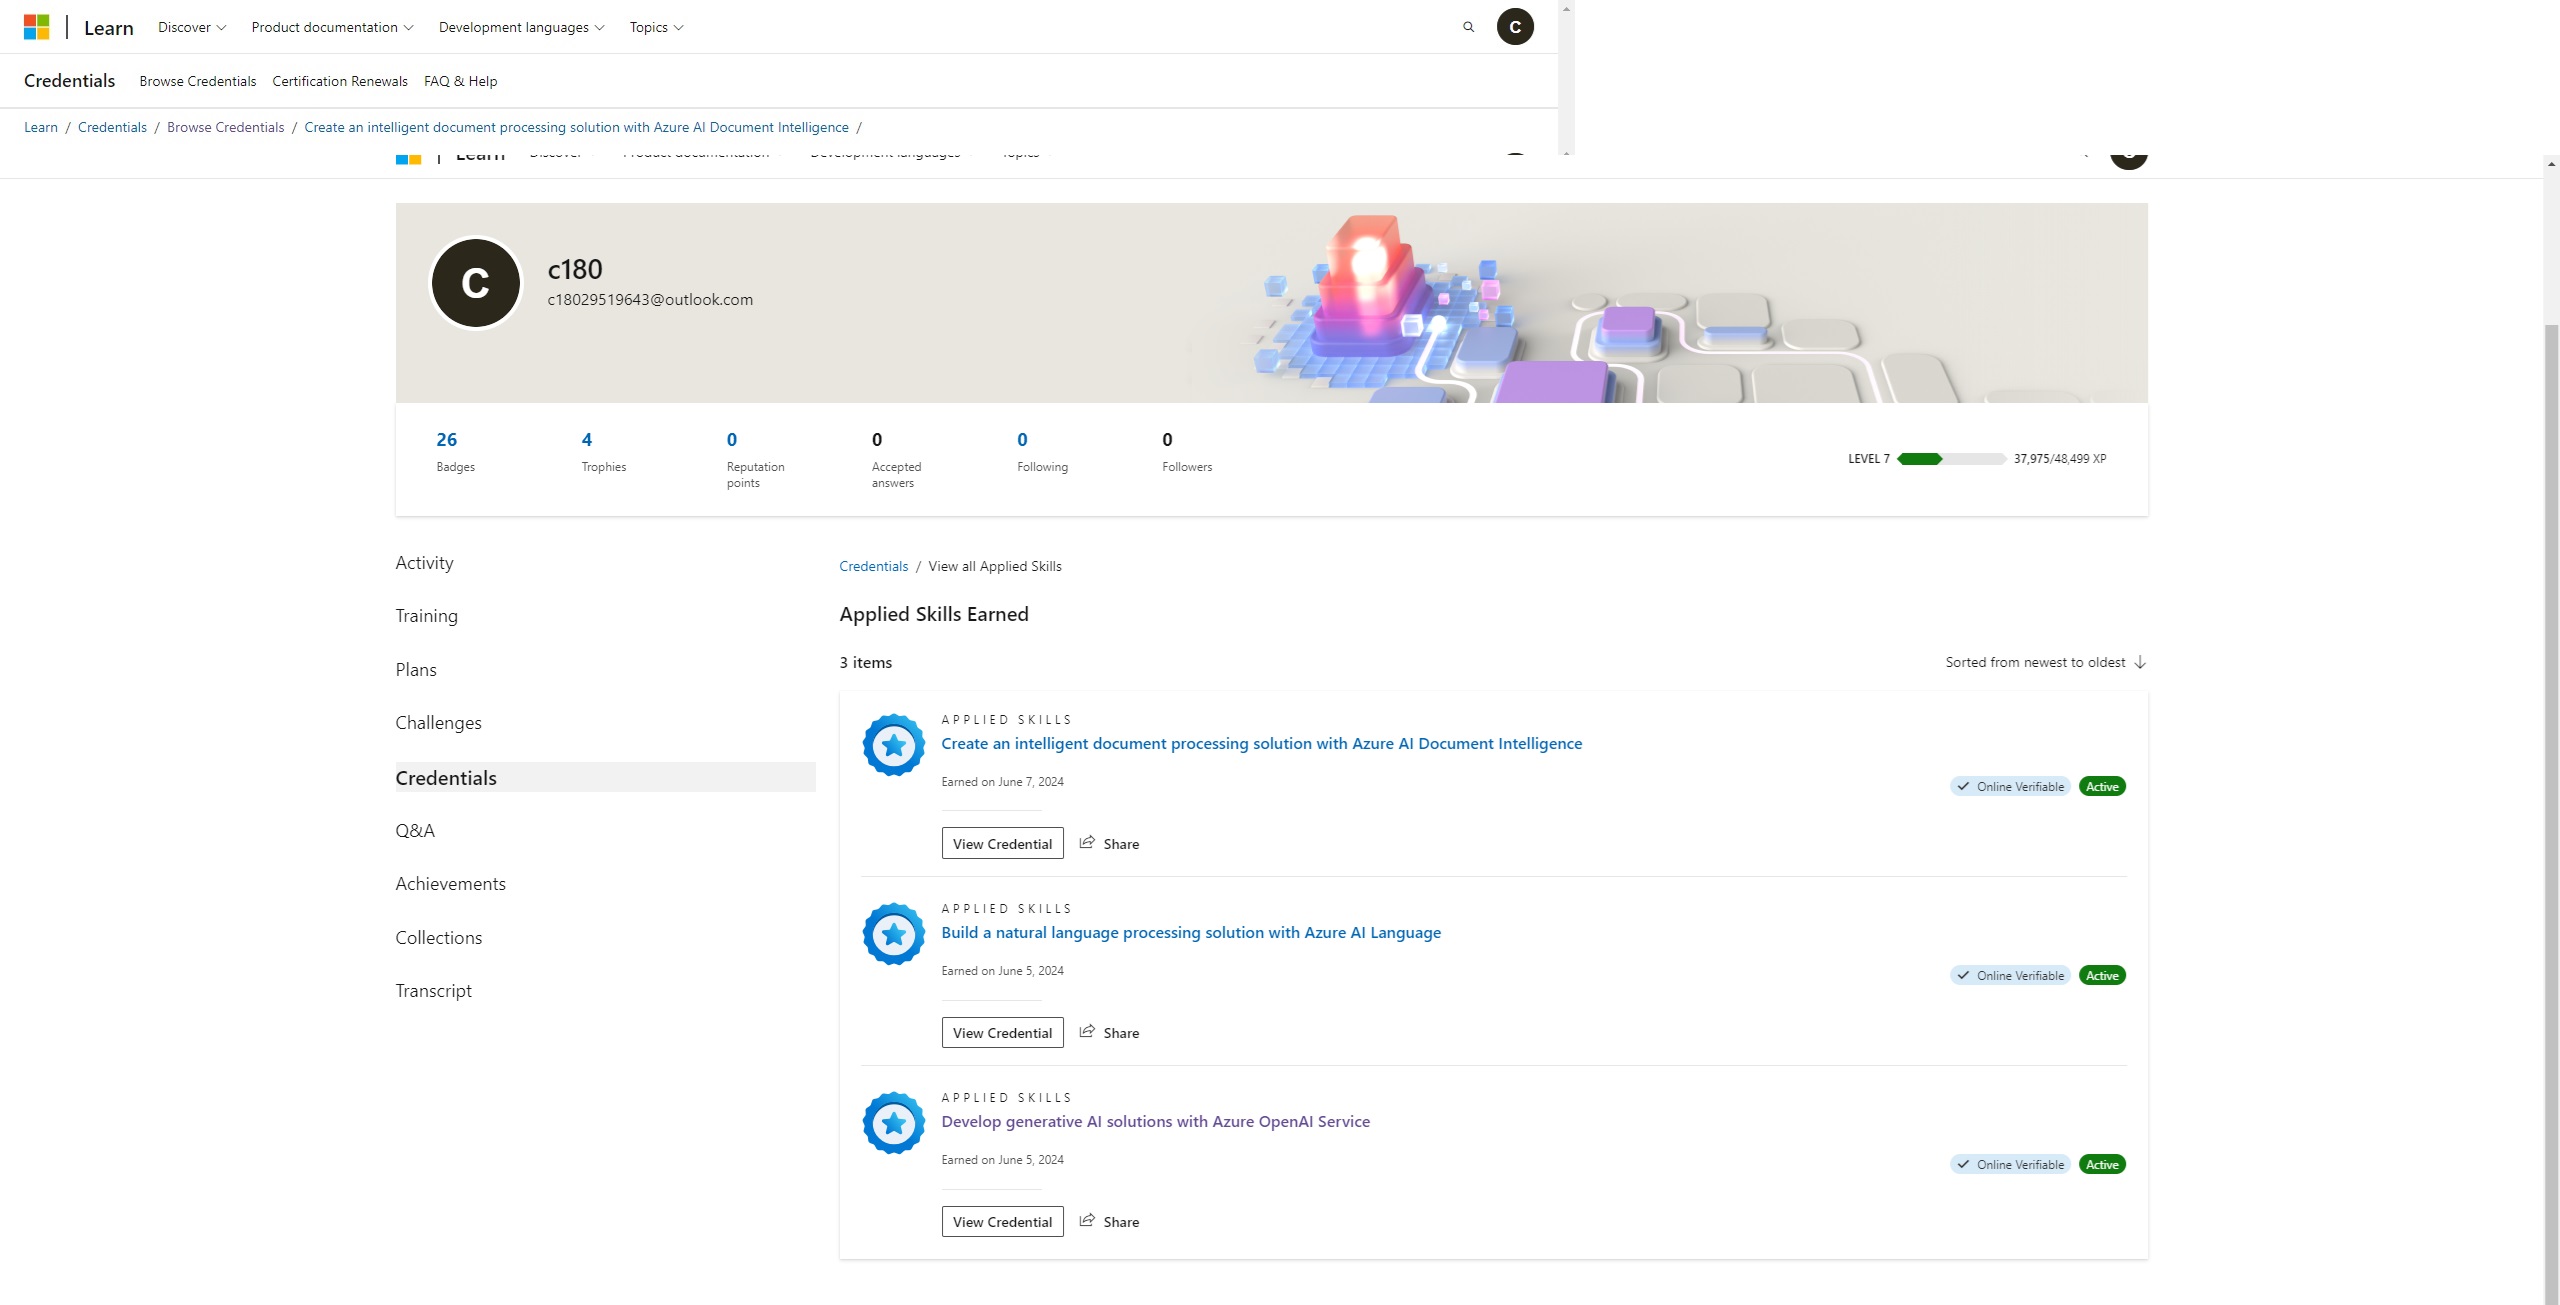 Learn Discover Product documentation Development languages Topics C
Credentials Browse Credentials Certification Renewals FAQ & Help
Learn / Credentials / Browse Credentials / Create an intelligent document processing solution with Azure AI Document Intelligence /
Learn Discover Product documentation Development languages Topics
C
c180
c18029519643@outlook.com
26 4 0 0 0 0
Badges Trophies Reputation points Accepted answers Following Followers
LEVEL 7 37,975/48,499 XP
Activity
Training
Plans
Challenges
Credentials
Q&A
Achievements
Collections
Transcript
Credentials / View all Applied Skills
Applied Skills Earned
3 items Sorted from newest to oldest
APPLIED SKILLS
Create an intelligent document processing solution with Azure AI Document Intelligence
Earned on June 7, 2024
Online Verifiable Active
View Credential Share
APPLIED SKILLS
Build a natural language processing solution with Azure AI Language
Earned on June 5, 2024
Online Verifiable Active
View Credential Share
APPLIED SKILLS
Develop generative AI solutions with Azure OpenAI Service
Earned on June 5, 2024
Online Verifiable Active
View Credential Share